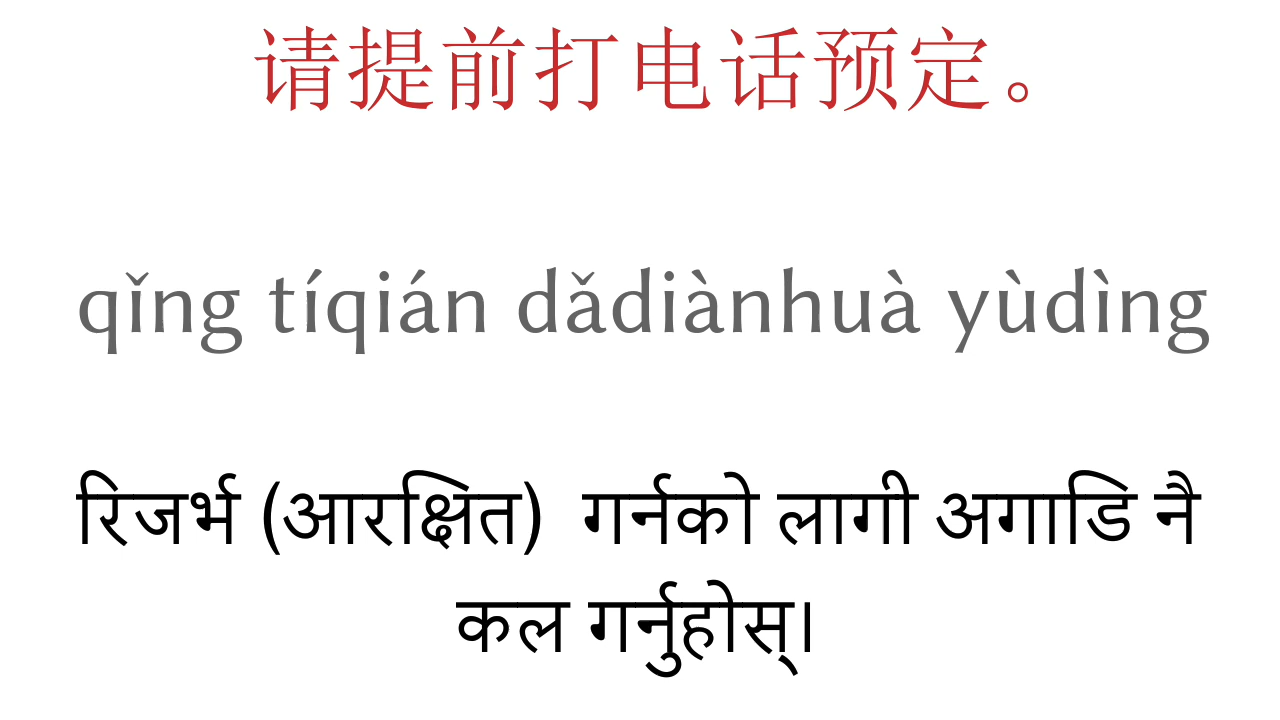 请提前打电话预定。
qǐng tíqián dǎdiànhuà yùdìng
रिजर्भ (आरक्षित) गर्नको लागी अगाडि नै
कल गर्नुहोस्।